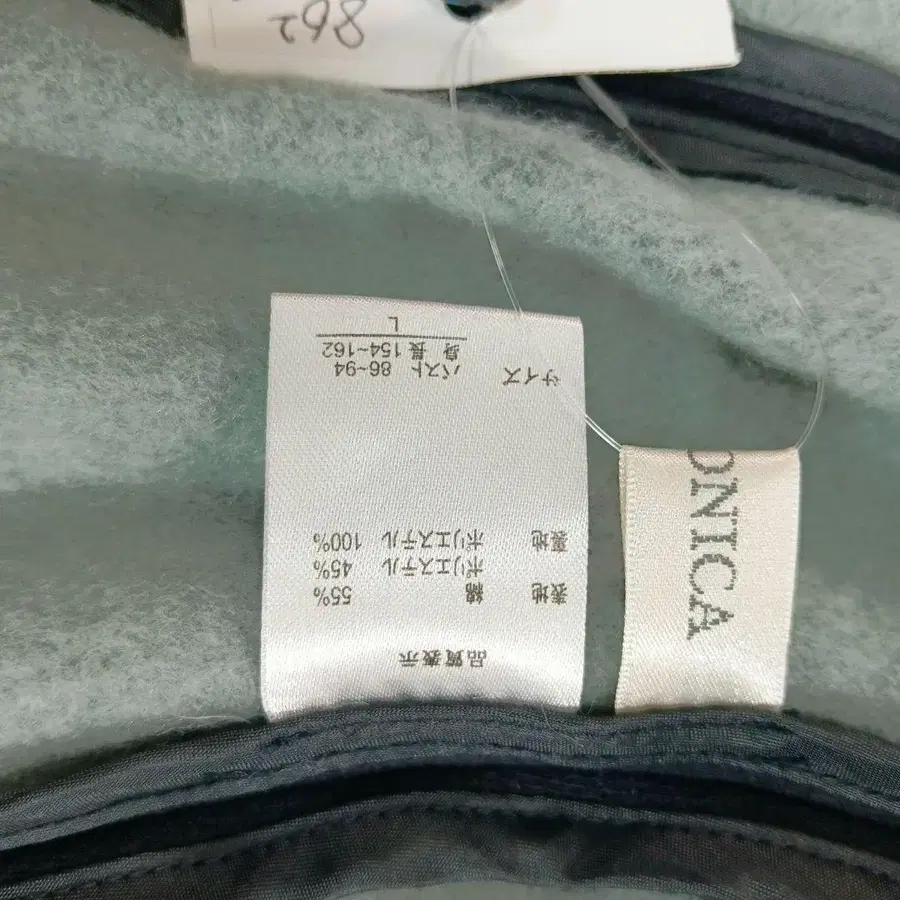 862
品質表示
表地 綿 55%
ポリエステル 45%
裏地 ポリエステル 100%
サイズ バスト 86~94
身 長 154~162
L
ONICA